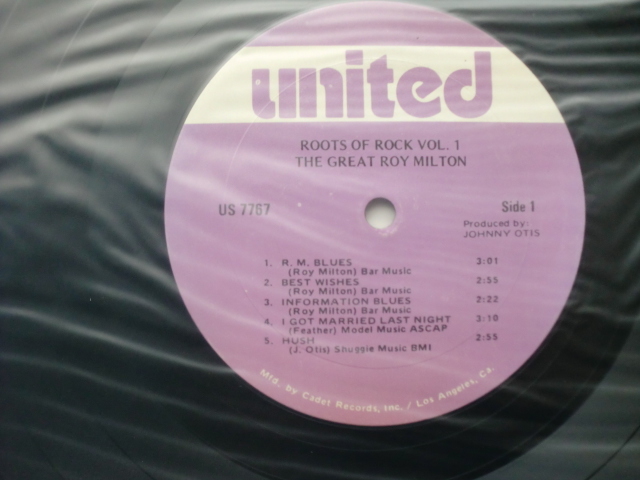 united
ROOTS OF ROCK VOL. 1
THE GREAT ROY MILTON
US 7767
Side 1
Produced by:
JOHNNY OTIS
1. R. M. BLUES 3:01
(Roy Milton) Bar Music
2. BEST WISHES 2:55
(Roy Milton) Bar Music
3. INFORMATION BLUES 2:22
(Roy Milton) Bar Music
4. I GOT MARRIED LAST NIGHT 3:10
(Feather) Model Music ASCAP
5. HUSH 2:55
(J. Otis) Shuggie Music BMI
Mfd. by Cadet Records, Inc. / Los Angeles, Ca.